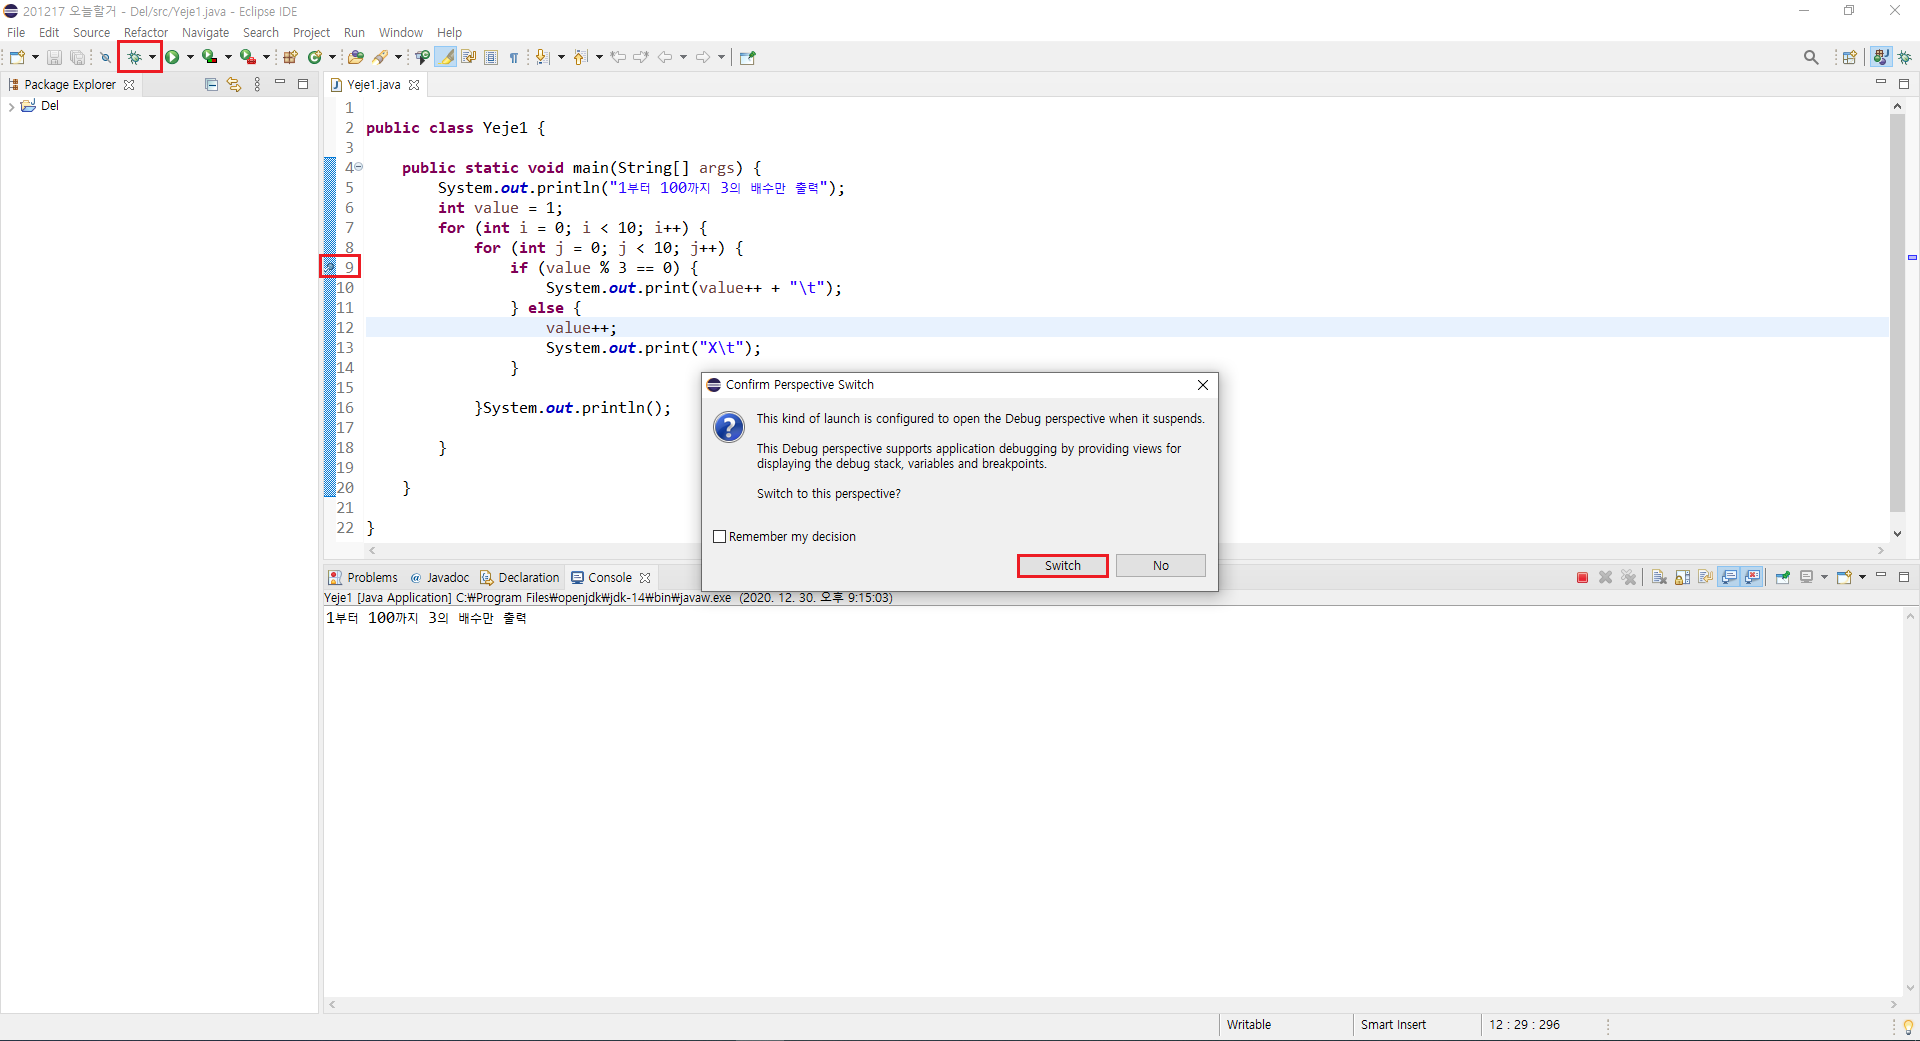 201217 오늘할거 - Del/src/Yeje1.java - Eclipse IDE
File Edit Source Refactor Navigate Search Project Run Window Help
Package Explorer
Del
Yeje1.java
1
2 public class Yeje1 {
3
4 public static void main(String[] args) {
5 System.out.println("1부터 100까지 3의 배수만 출력");
6 int value = 1;
7 for (int i = 0; i < 10; i++) {
8 for (int j = 0; j < 10; j++) {
9 if (value % 3 == 0) {
10 System.out.print(value++ + "\t");
11 } else {
12 value++;
13 System.out.print("X\t");
14 }
15
16 }System.out.println();
17
18 }
19
20 }
21
22 }
Confirm Perspective Switch
This kind of launch is configured to open the Debug perspective when it suspends.
This Debug perspective supports application debugging by providing views for
displaying the debug stack, variables and breakpoints.
Switch to this perspective?
Remember my decision
Switch No
Problems @ Javadoc Declaration Console
Yeje1 [Java Application] C:₩Program Files₩openjdk₩jdk-14₩bin₩javaw.exe (2020. 12. 30. 오후 9:15:03)
1부터 100까지 3의 배수만 출력
Writable Smart Insert 12 : 29 : 296